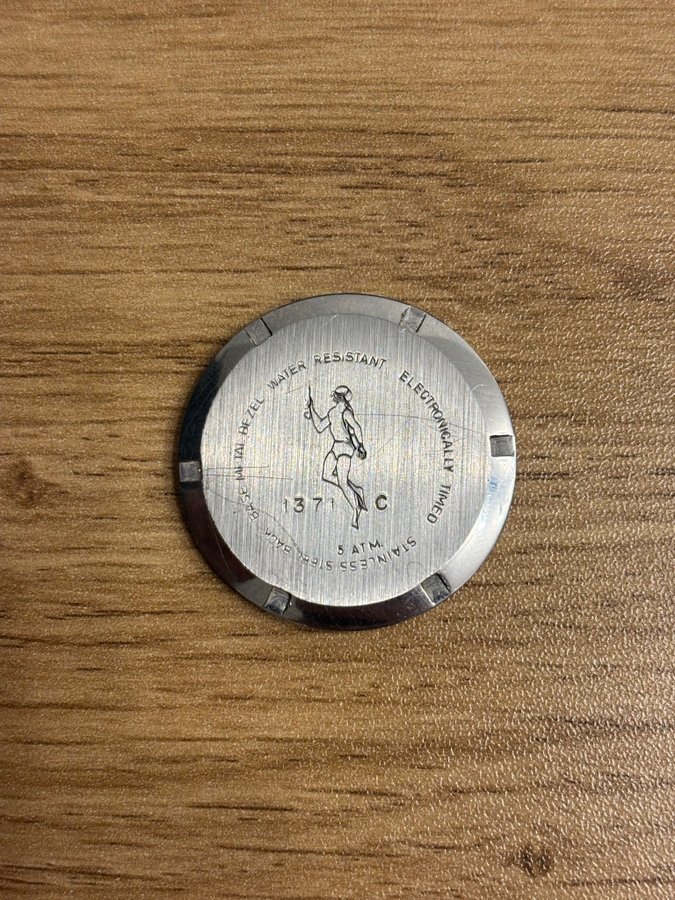 WATER RESISTANT ELECTRONICALLY TIMED STAINLESS STEEL BACK BASE METAL BEZEL
1371 C
5 ATM.